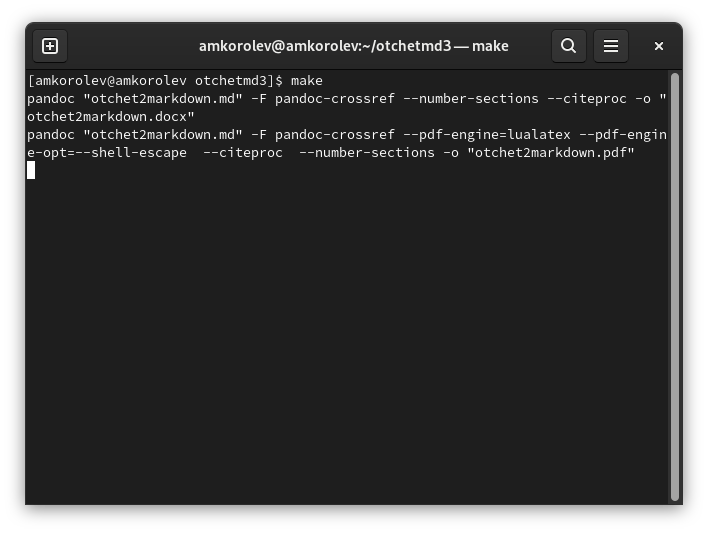 amkorolev@amkorolev:~/otchetmd3 — make
[amkorolev@amkorolev otchetmd3]$ make
pandoc "otchet2markdown.md" -F pandoc-crossref --number-sections --citeproc -o "
otchet2markdown.docx"
pandoc "otchet2markdown.md" -F pandoc-crossref --pdf-engine=lualatex --pdf-engin
e-opt=--shell-escape  --citeproc  --number-sections -o "otchet2markdown.pdf"